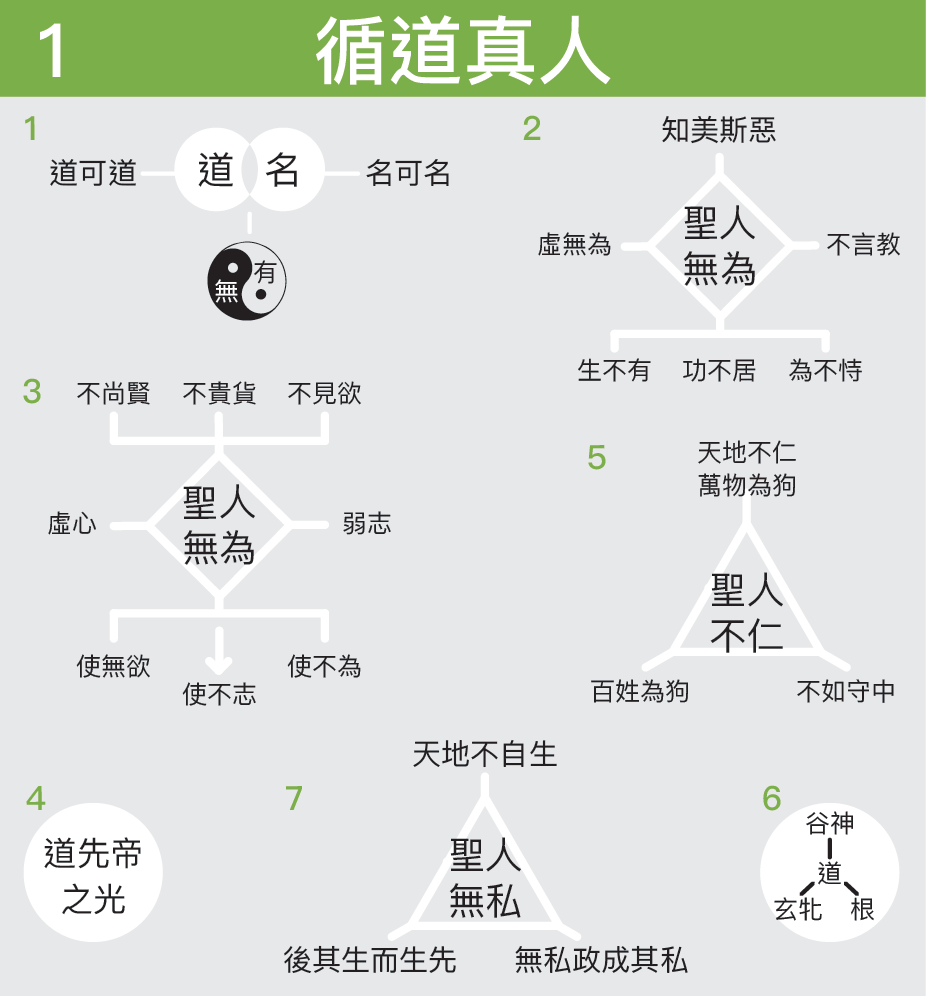 1
循道真人
1
道可道
道
名
名可名
無
有
2
知美斯惡
虛無為
聖人
無為
不言教
生不有
功不居
為不恃
3
不尚賢
不貴貨
不見欲
虛心
聖人
無為
弱志
使無欲
使不志
使不為
5
天地不仁
萬物為狗
聖人
不仁
百姓為狗
不如守中
4
道先帝
之光
7
天地不自生
聖人
無私
後其生而生先
無私政成其私
6
谷神
道
玄牝
根